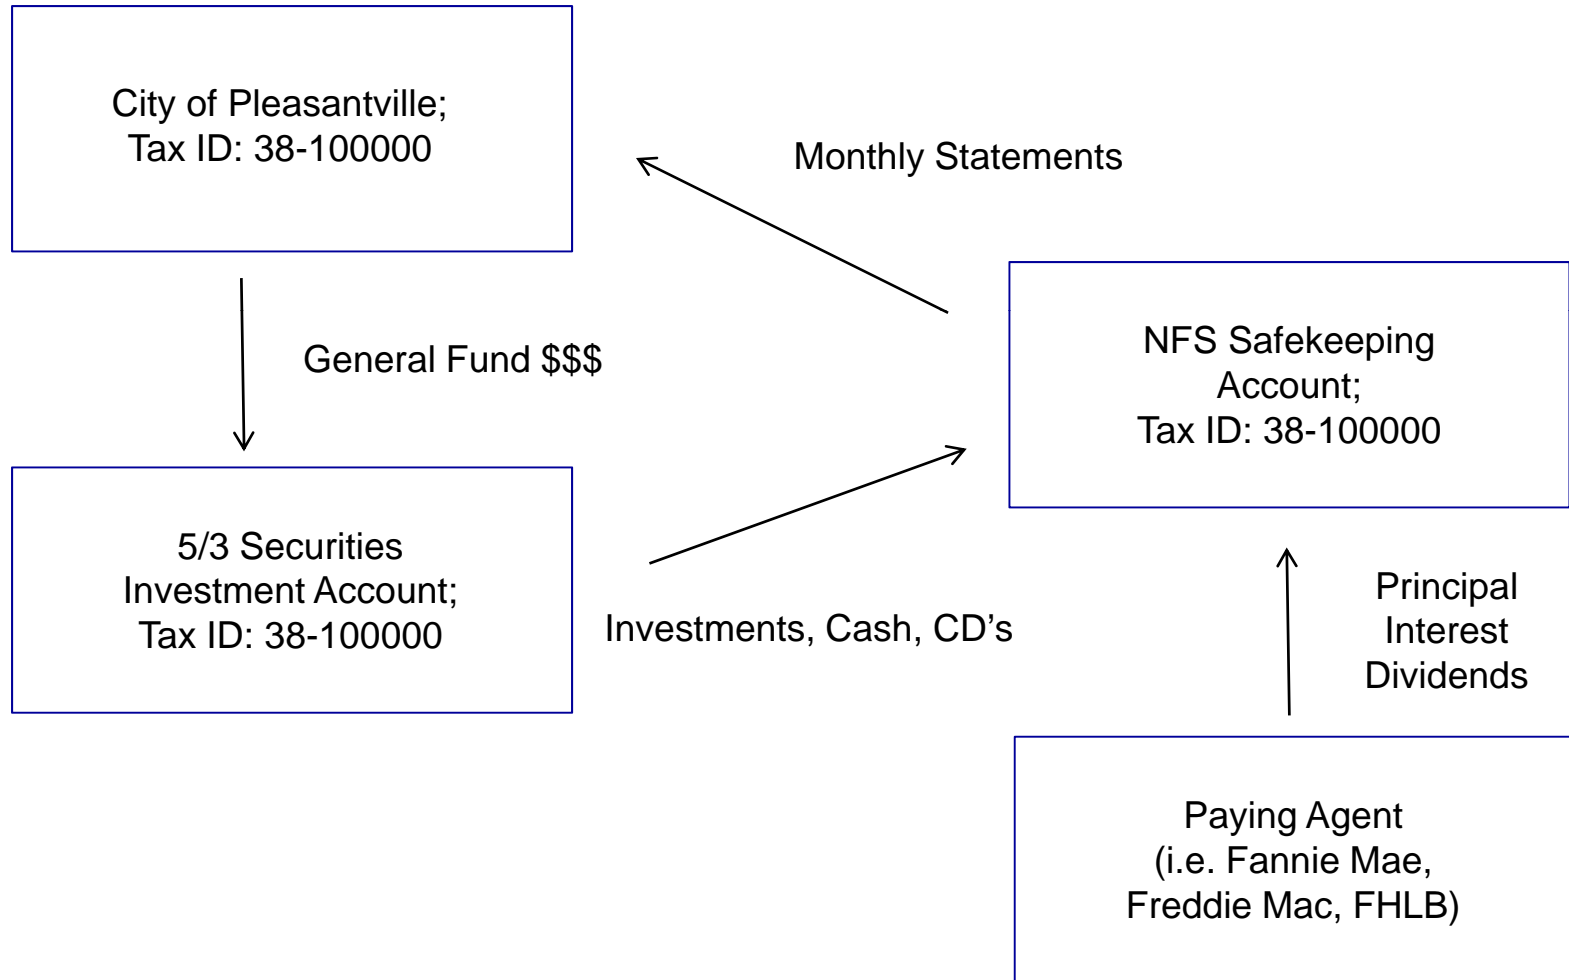 City of Pleasantville;
Tax ID: 38-100000
Monthly Statements
General Fund $$$
NFS Safekeeping
Account;
Tax ID: 38-100000
5/3 Securities
Investment Account;
Tax ID: 38-100000
Investments, Cash, CD’s
Principal
Interest
Dividends
Paying Agent
(i.e. Fannie Mae,
Freddie Mac, FHLB)